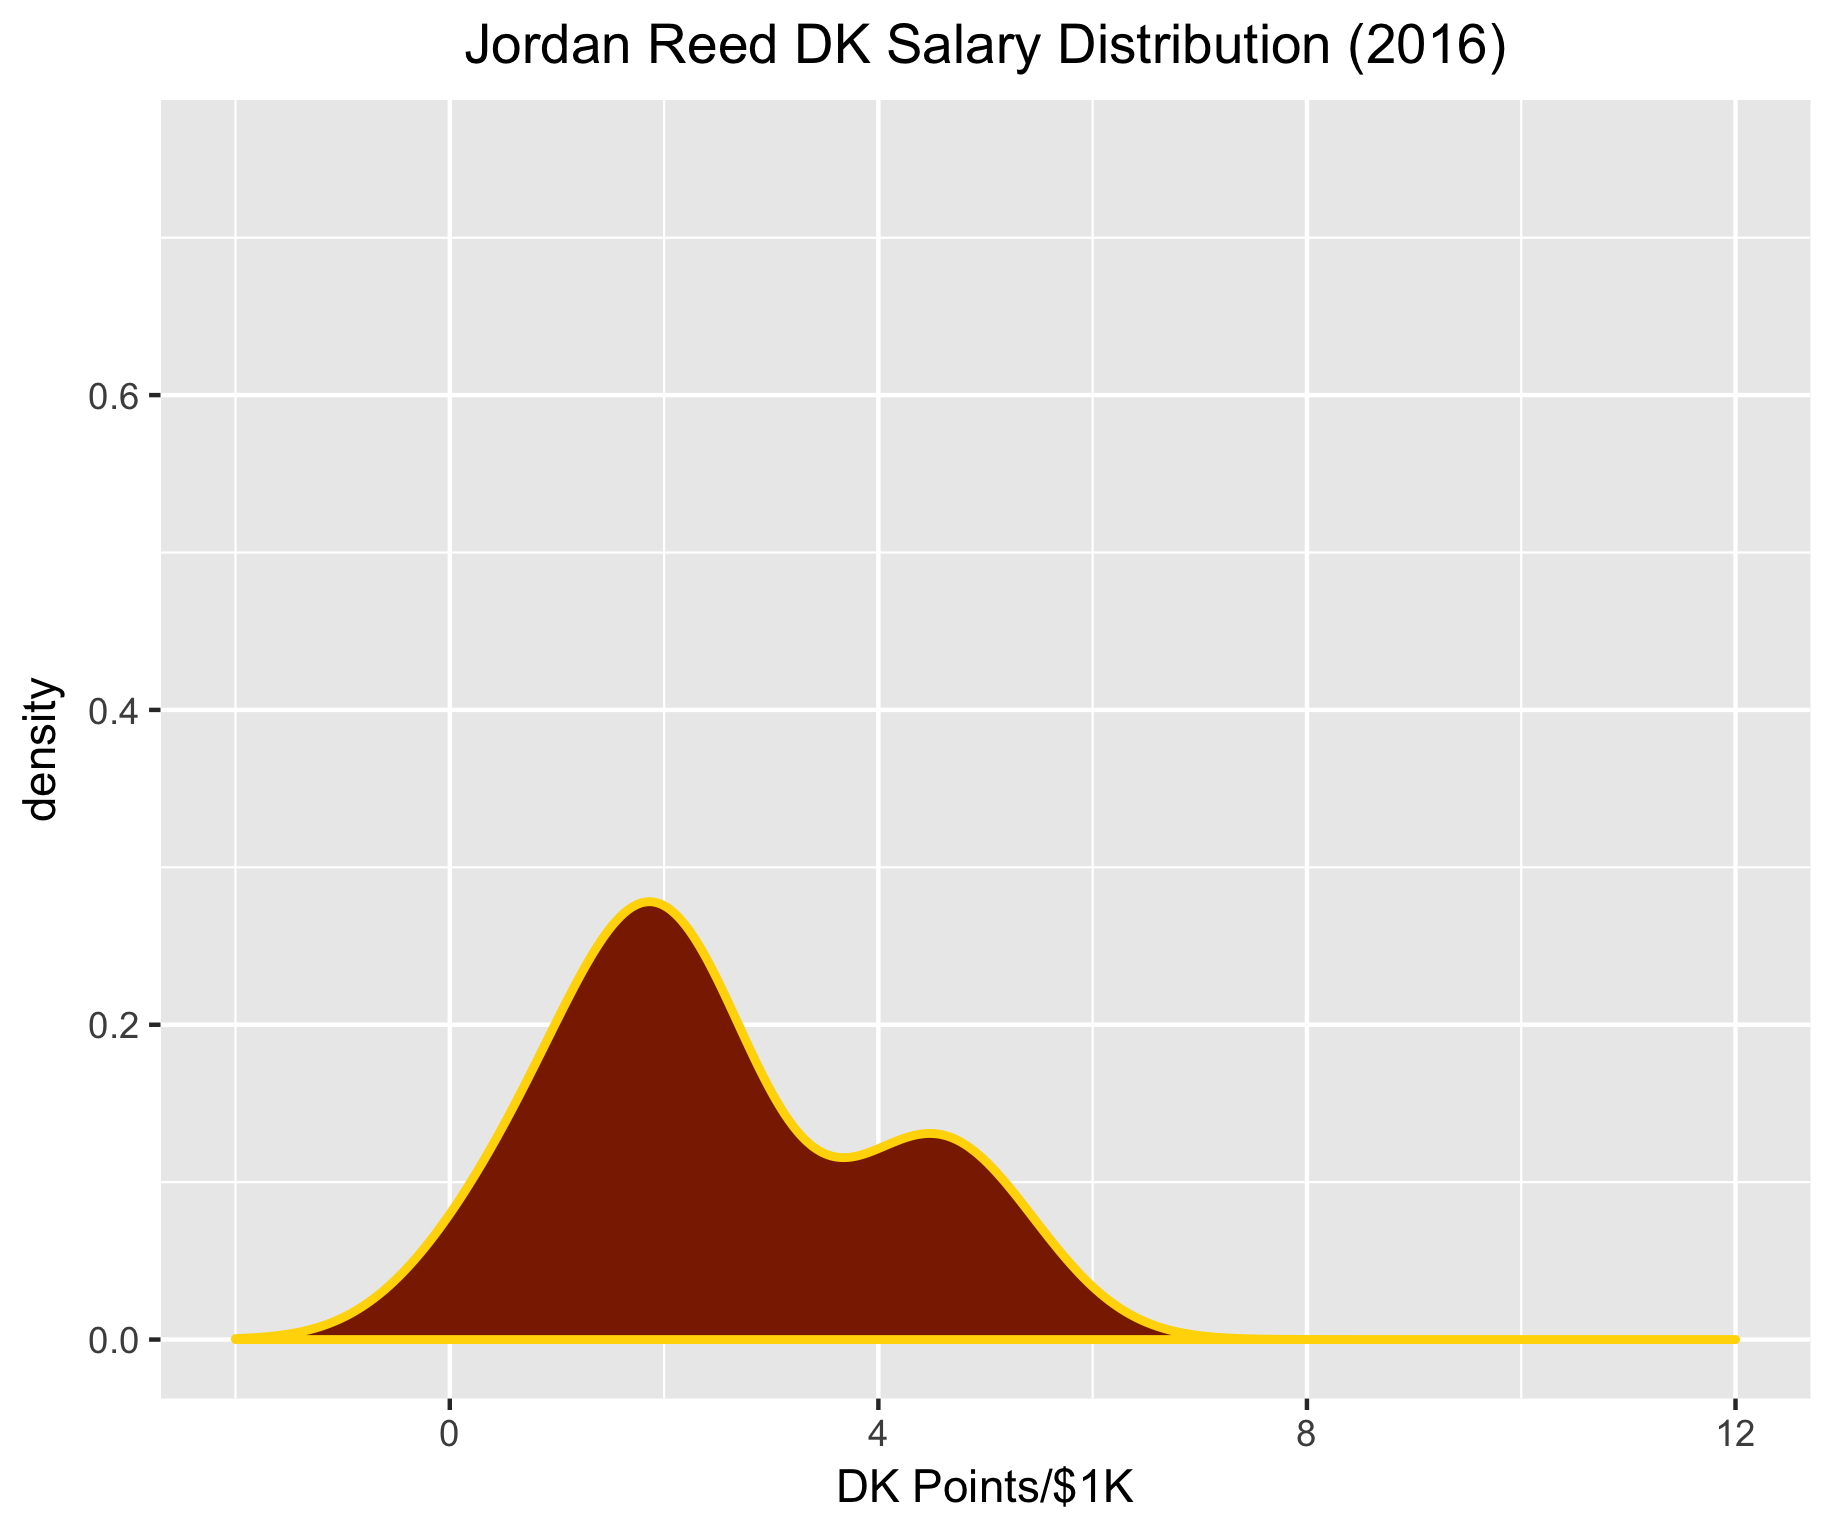 Jordan Reed DK Salary Distribution (2016)
density
0.6
0.4
0.2
0.0
0 4 8 12
DK Points/$1K